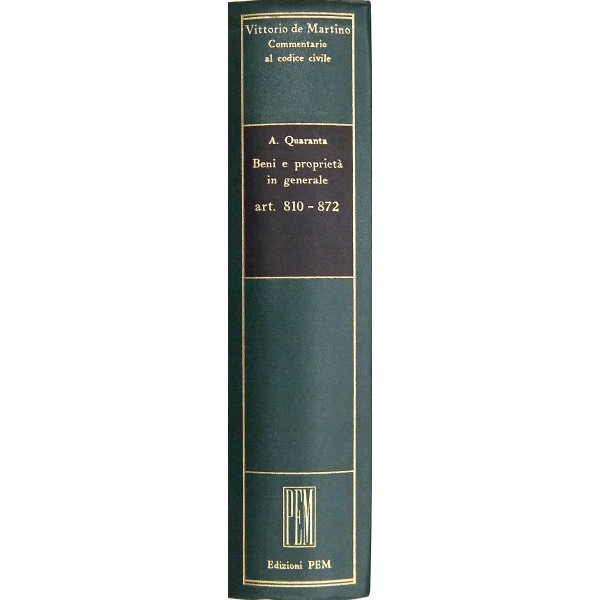 Vittorio de Martino
Commentario
al codice civile
A. Quaranta
Beni e proprietà
in generale
art. 810 - 872
PEM
Edizioni PEM